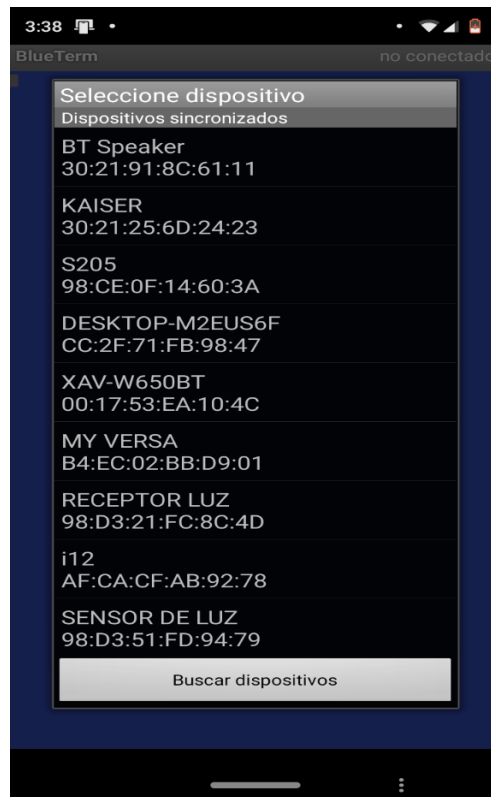 3:38
BlueTerm no conectado
Seleccione dispositivo
Dispositivos sincronizados
BT Speaker
30:21:91:8C:61:11
KAISER
30:21:25:6D:24:23
S205
98:CE:0F:14:60:3A
DESKTOP-M2EUS6F
CC:2F:71:FB:98:47
XAV-W650BT
00:17:53:EA:10:4C
MY VERSA
B4:EC:02:BB:D9:01
RECEPTOR LUZ
98:D3:21:FC:8C:4D
i12
AF:CA:CF:AB:92:78
SENSOR DE LUZ
98:D3:51:FD:94:79
Buscar dispositivos